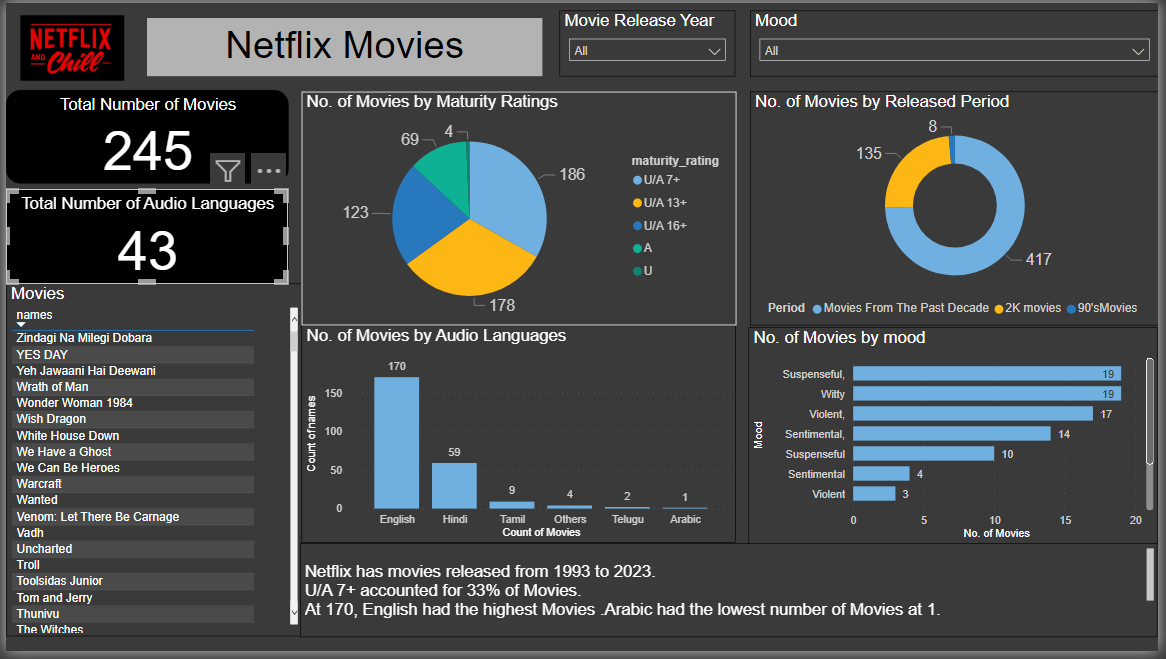 NETFLIX
AND Chill
Netflix Movies
Movie Release Year
All
Mood
All
Total Number of Movies
245
Total Number of Audio Languages
43
Movies
names
Zindagi Na Milegi Dobara
YES DAY
Yeh Jawaani Hai Deewani
Wrath of Man
Wonder Woman 1984
Wish Dragon
White House Down
We Have a Ghost
We Can Be Heroes
Warcraft
Wanted
Venom: Let There Be Carnage
Vadh
Uncharted
Troll
Toolsidas Junior
Tom and Jerry
Thunivu
The Witches
No. of Movies by Maturity Ratings
4
69
186
123
178
maturity_rating
U/A 7+
U/A 13+
U/A 16+
A
U
No. of Movies by Released Period
8
135
417
Period Movies From The Past Decade 2K movies 90'sMovies
No. of Movies by Audio Languages
Count of names
150
100
50
0
170
59
9
4
2
1
English Hindi Tamil Others Telugu Arabic
Count of Movies
No. of Movies by mood
Mood
Suspenseful, 19
Witty 19
Violent, 17
Sentimental, 14
Suspenseful 10
Sentimental 4
Violent 3
0 5 10 15 20
No. of Movies
Netflix has movies released from 1993 to 2023.
U/A 7+ accounted for 33% of Movies.
At 170, English had the highest Movies .Arabic had the lowest number of Movies at 1.